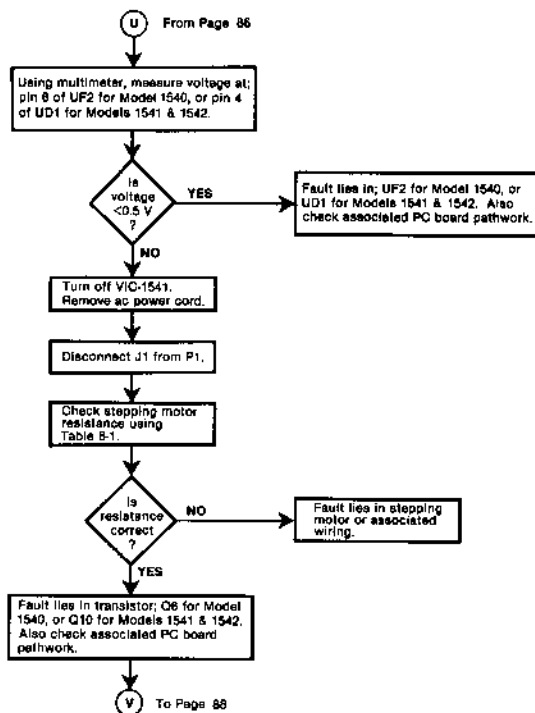 U From Page 86
Using multimeter, measure voltage at;
pin 6 of UF2 for Model 1540, or pin 4
of UD1 for Models 1541 & 1542.
Is
voltage
<0.5 V
?
YES
Fault lies in; UF2 for Model 1540, or
UD1 for Models 1541 & 1542. Also
check associated PC board pathwork.
NO
Turn off VIC-1541.
Remove ac power cord.
Disconnect J1 from P1.
Check stepping motor
resistance using
Table 6-1.
Is
resistance
correct
?
NO
Fault lies in stepping
motor or associated
wiring.
YES
Fault lies in transistor; Q6 for Model
1540, or Q10 for Models 1541 & 1542.
Also check associated PC board
pathwork.
V To Page 88